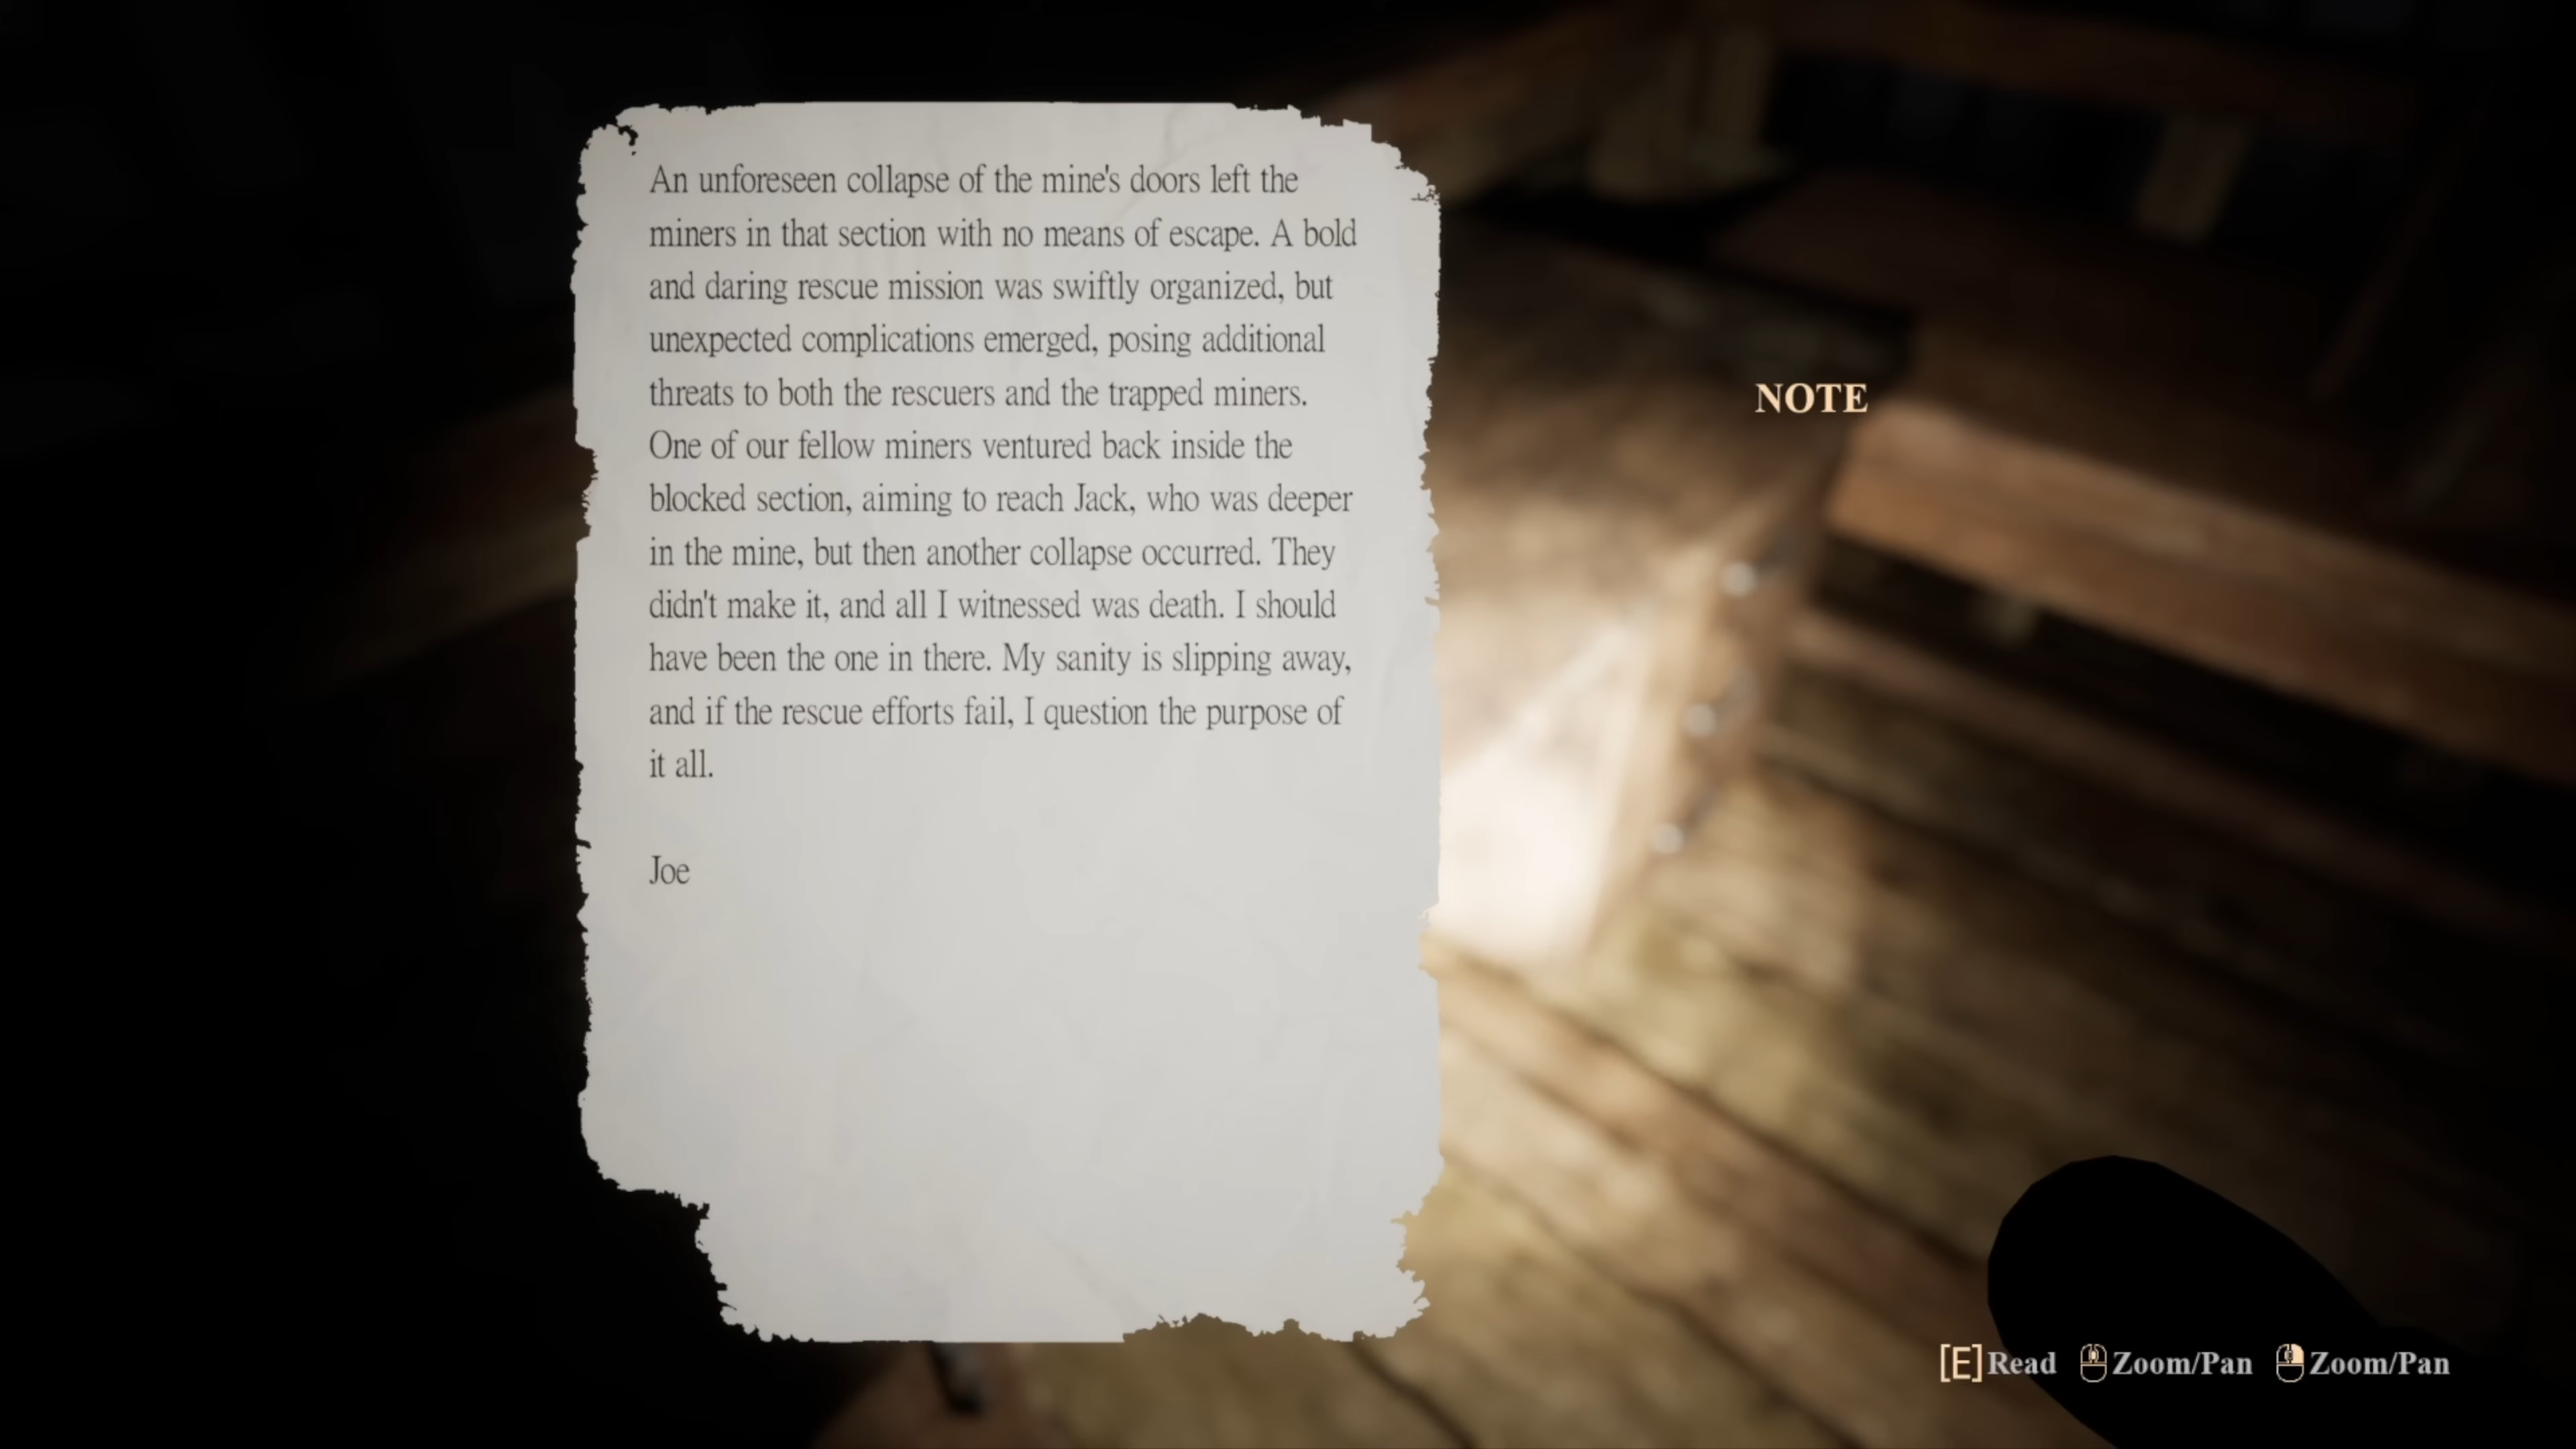 An unforeseen collapse of the mine's doors left the
miners in that section with no means of escape. A bold
and daring rescue mission was swiftly organized, but
unexpected complications emerged, posing additional
threats to both the rescuers and the trapped miners.
One of our fellow miners ventured back inside the
blocked section, aiming to reach Jack, who was deeper
in the mine, but then another collapse occurred. They
didn't make it, and all I witnessed was death. I should
have been the one in there. My sanity is slipping away,
and if the rescue efforts fail, I question the purpose of
it all.
Joe
NOTE
[E] Read Zoom/Pan Zoom/Pan